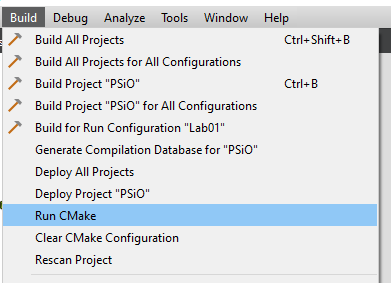 Build Debug Analyze Tools Window Help
Build All Projects Ctrl+Shift+B
Build All Projects for All Configurations
Build Project "PSiO" Ctrl+B
Build Project "PSiO" for All Configurations
Build for Run Configuration "Lab01"
Generate Compilation Database for "PSiO"
Deploy All Projects
Deploy Project "PSiO"
Run CMake
Clear CMake Configuration
Rescan Project